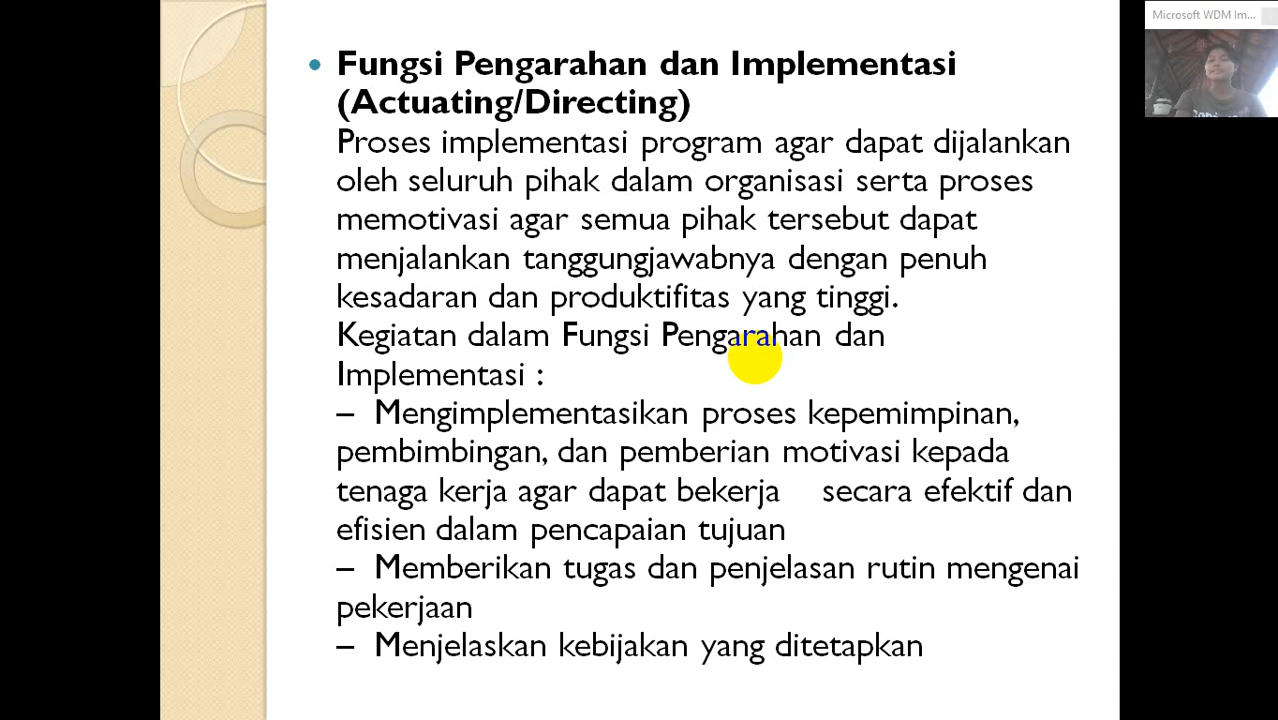 Microsoft WDM Im...
• Fungsi Pengarahan dan Implementasi
(Actuating/Directing)
Proses implementasi program agar dapat dijalankan
oleh seluruh pihak dalam organisasi serta proses
memotivasi agar semua pihak tersebut dapat
menjalankan tanggungjawabnya dengan penuh
kesadaran dan produktifitas yang tinggi.
Kegiatan dalam Fungsi Pengarahan dan
Implementasi :
– Mengimplementasikan proses kepemimpinan,
pembimbingan, dan pemberian motivasi kepada
tenaga kerja agar dapat bekerja secara efektif dan
efisien dalam pencapaian tujuan
– Memberikan tugas dan penjelasan rutin mengenai
pekerjaan
– Menjelaskan kebijakan yang ditetapkan